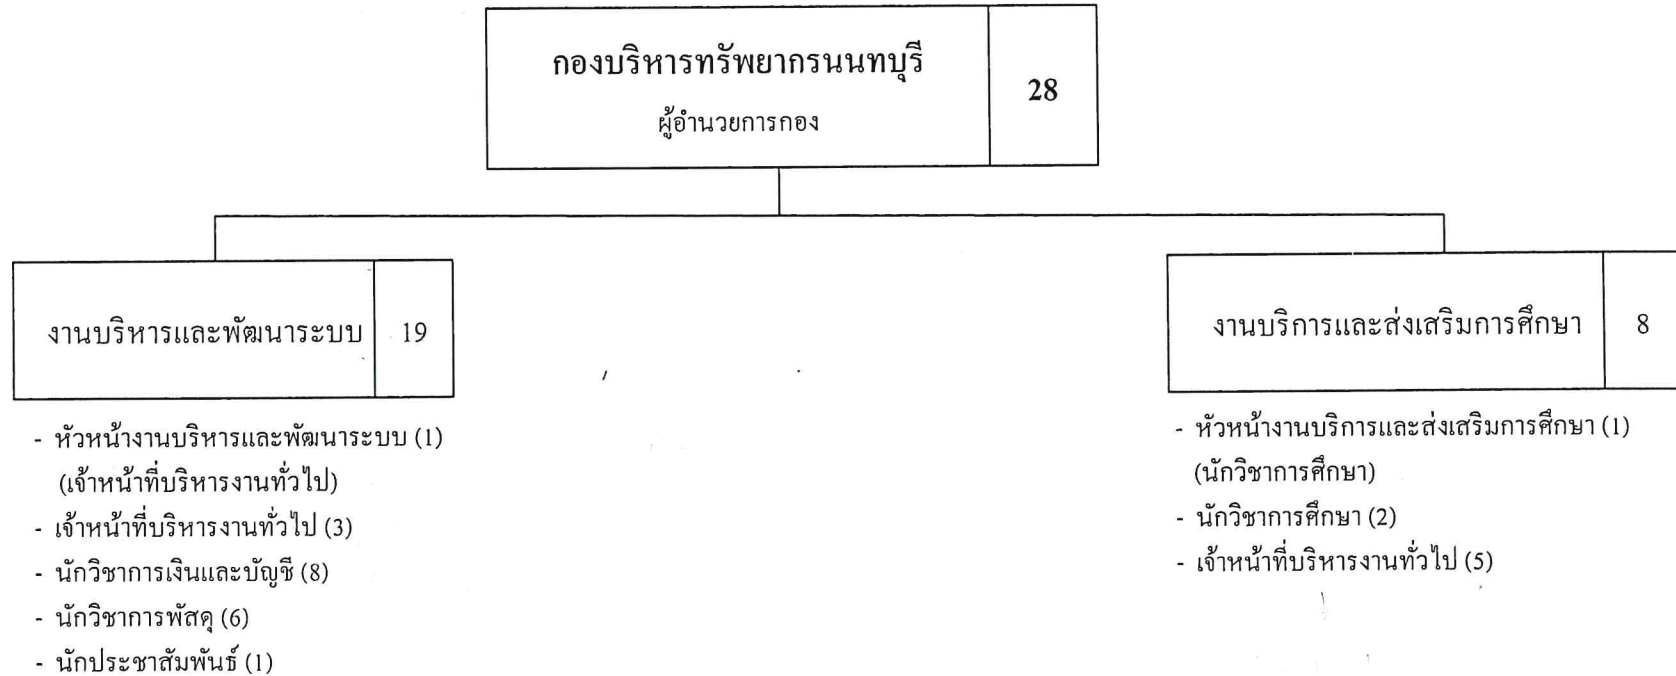 กองบริหารทรัพยากรนนทบุรี
ผู้อำนวยการกอง
28
งานบริหารและพัฒนาระบบ
19
- หัวหน้างานบริหารและพัฒนาระบบ (1)
(เจ้าหน้าที่บริหารงานทั่วไป)
- เจ้าหน้าที่บริหารงานทั่วไป (3)
- นักวิชาการเงินและบัญชี (8)
- นักวิชาการพัสดุ (6)
- นักประชาสัมพันธ์ (1)
งานบริการและส่งเสริมการศึกษา
8
- หัวหน้างานบริการและส่งเสริมการศึกษา (1)
(นักวิชาการศึกษา)
- นักวิชาการศึกษา (2)
- เจ้าหน้าที่บริหารงานทั่วไป (5)